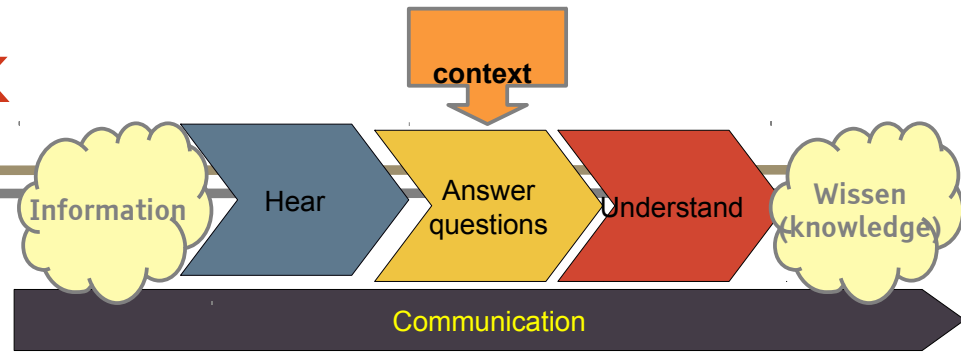 context
Information
Hear
Answer
questions
Understand
Wissen
(knowledge)
Communication